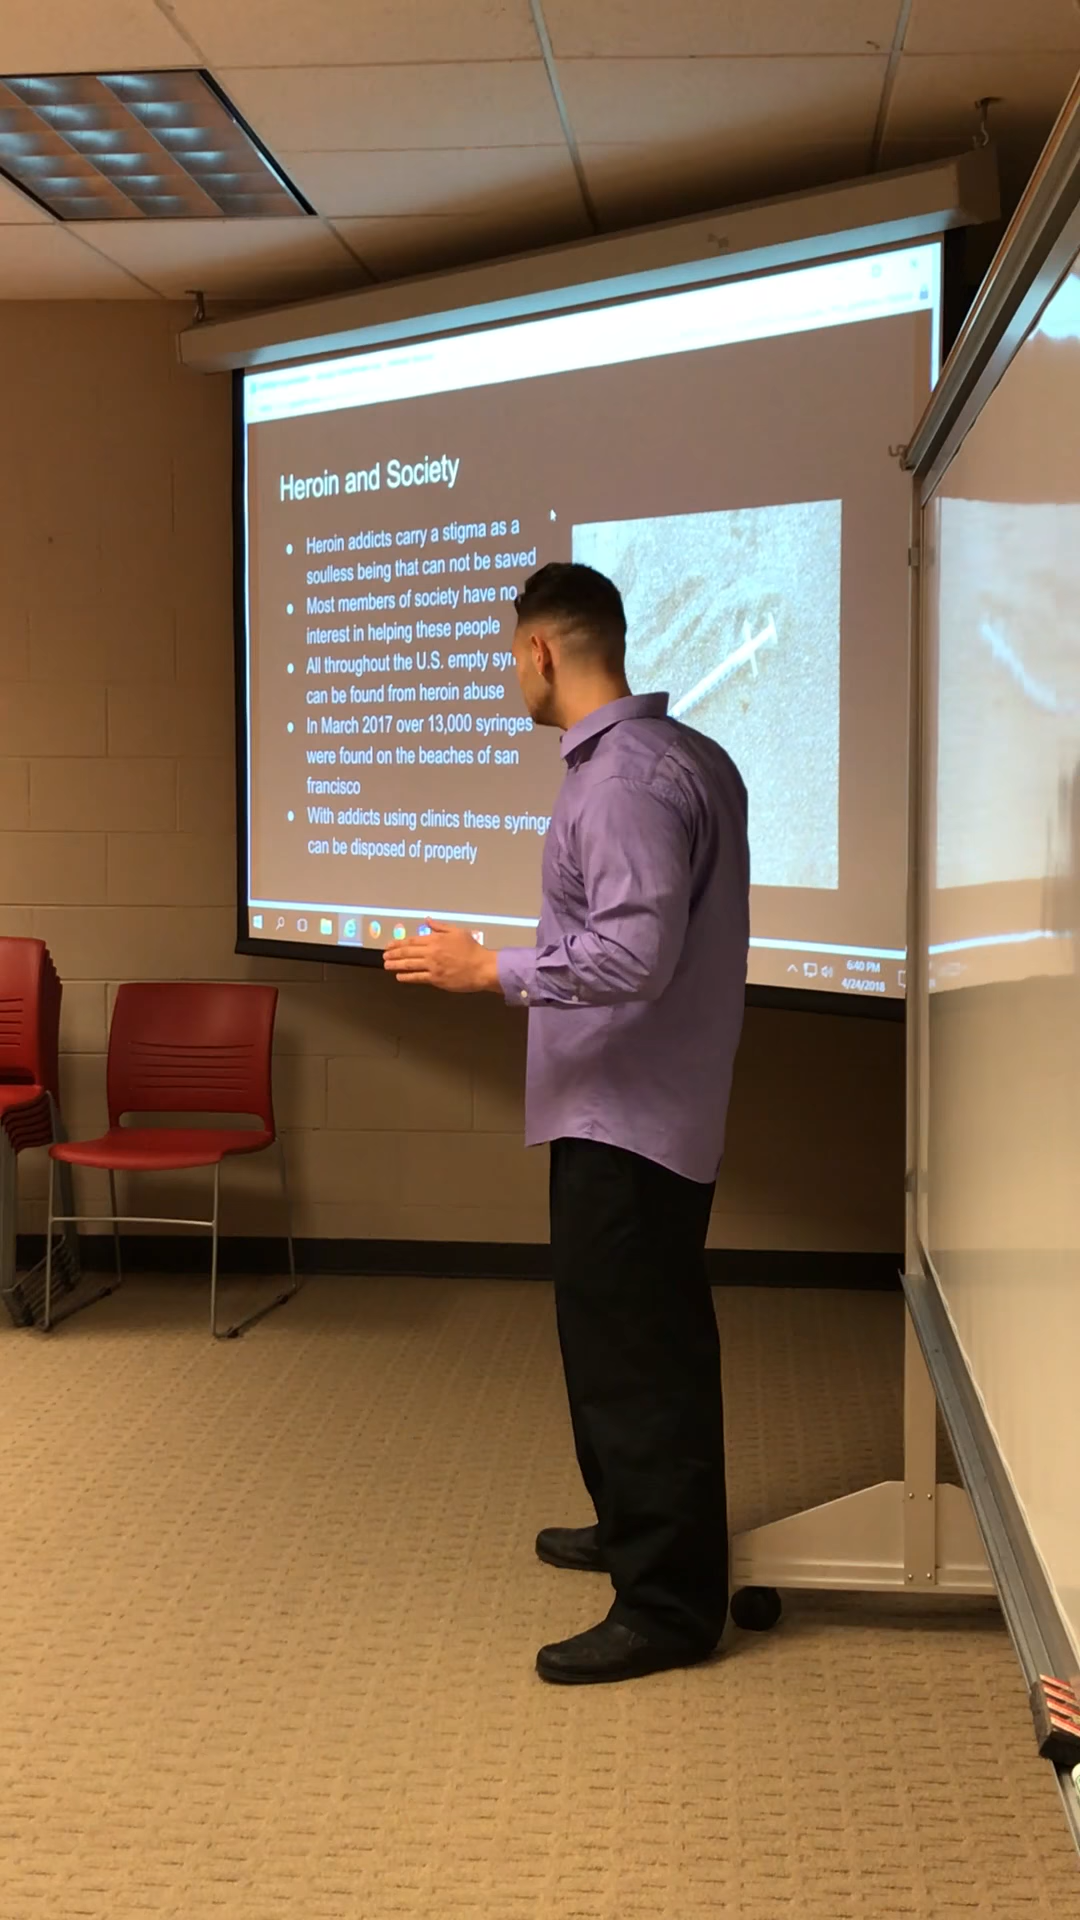 Heroin and Society
Heroin addicts carry a stigma as a
soulless being that can not be saved
Most members of society have no
interest in helping these people
All throughout the U.S. empty
can be found from heroin abuse
In March 2017 over 13,000 syringes
were found on the beaches of san
francisco
With addicts using clinics these
can be disposed of properly
6:40 PM
4/24/2018